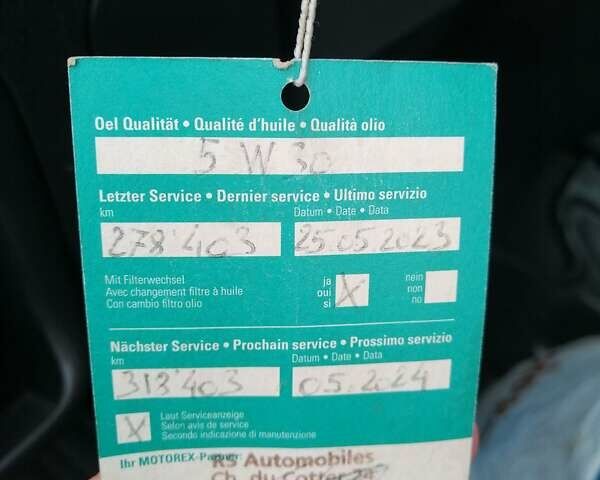 Oel Qualität • Qualité d'huile • Qualità olio
5 W 30
Letzter Service • Dernier service • Ultimo servizio
km Datum • Date • Data
278'403 25.05.2023
Mit Filterwechsel ja nein
Avec changement filtre à huile oui X non
Con cambio filtro olio si no
Nächster Service • Prochain service • Prossimo servizio
km Datum • Date • Data
313'403 05.2024
X Laut Serviceanzeige
Selon avis de service
Secondo indicazione di manutenzione
Ihr MOTOREX-Partner:
RS Automobiles
Ch. du Cotter